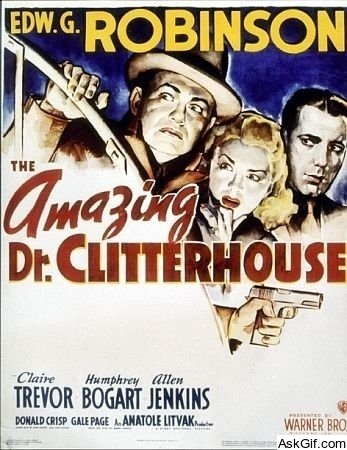 EDW. G. ROBINSON
THE
Amazing
DR. CLITTERHOUSE
Claire Humphrey Allen
TREVOR BOGART JENKINS
DONALD CRISP GALE PAGE An ANATOLE LITVAK Production
PRESENTED BY
WARNER BROS.
AskGif.com